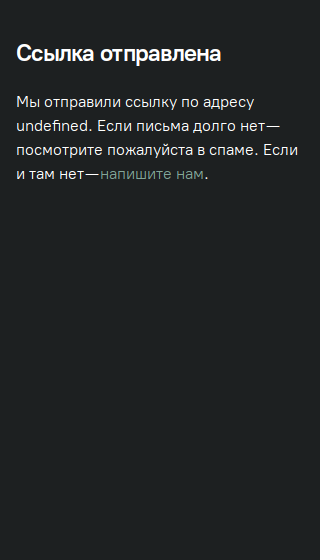 Ссылка отправлена
Мы отправили ссылку по адресу
undefined. Если письма долго нет—
посмотрите пожалуйста в спаме. Если
и там нет—напишите нам.